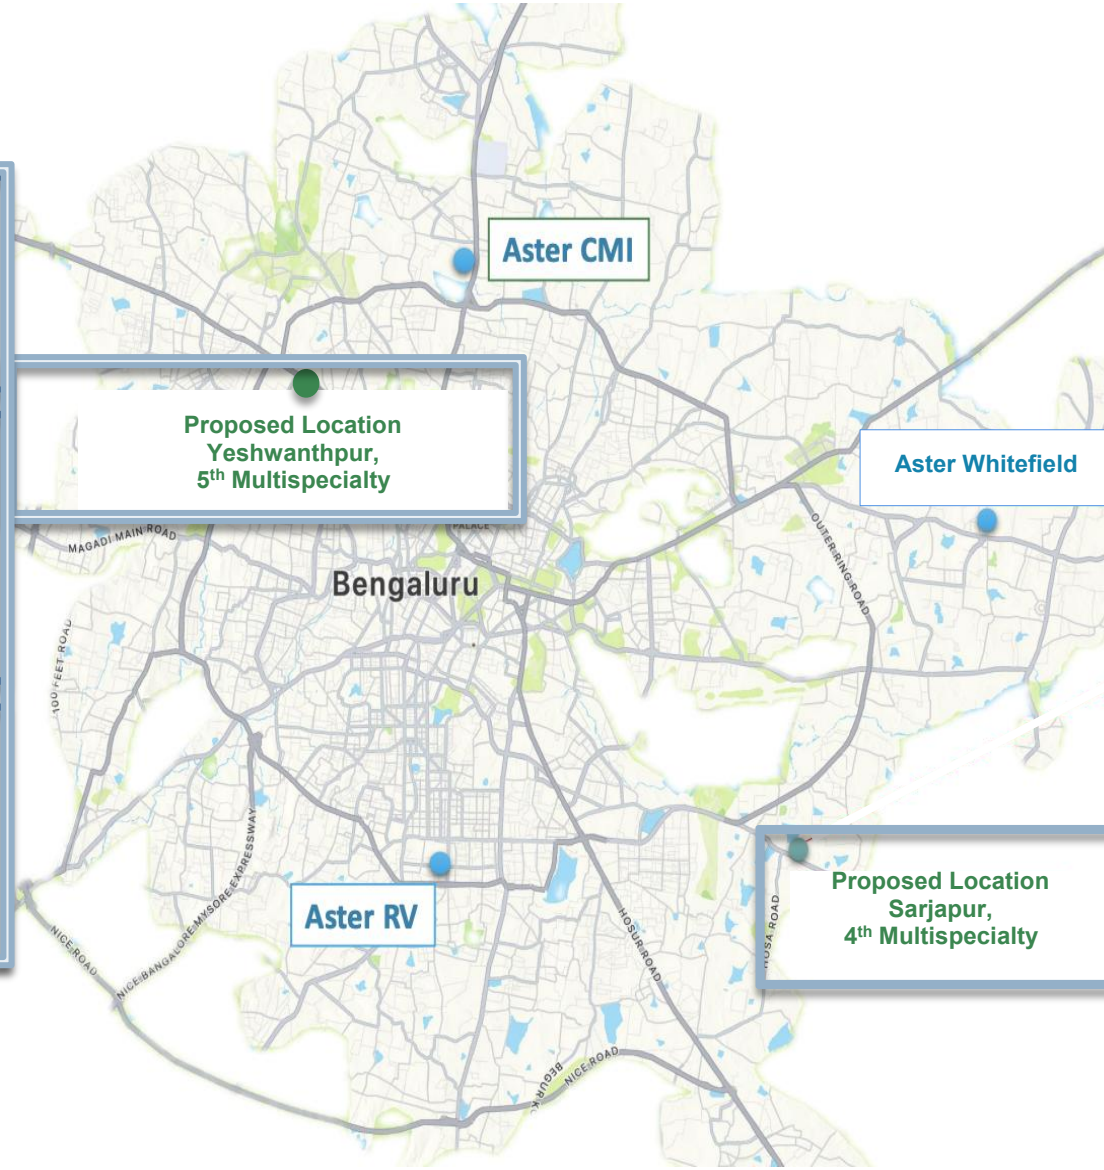 Aster CMI
Proposed Location
Yeshwanthpur,
5th Multispecialty
Aster Whitefield
PALACE
MAGADI MAIN ROAD
OUTER RING ROAD
Bengaluru
100 FEET ROAD
NICE BANGALORE MYSORE EXPRESSWAY
Proposed Location
Sarjapur,
4th Multispecialty
Aster RV
HOSUR ROAD
HOSA ROAD
NICE ROAD
NICE ROAD